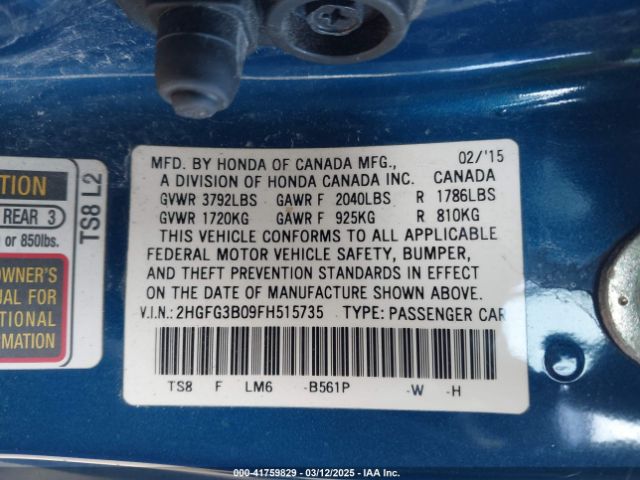 TION
REAR 3
or 850lbs.
OWNER'S
UAL FOR
TIONAL
RMATION
TS8 L2
MFD. BY HONDA OF CANADA MFG., 02/'15
A DIVISION OF HONDA CANADA INC. CANADA
GVWR 3792LBS GAWR F 2040LBS R 1786LBS
GVWR 1720KG GAWR F 925KG R 810KG
THIS VEHICLE CONFORMS TO ALL APPLICABLE
FEDERAL MOTOR VEHICLE SAFETY, BUMPER,
AND THEFT PREVENTION STANDARDS IN EFFECT
ON THE DATE OF MANUFACTURE SHOWN ABOVE.
V.I.N.: 2HGFG3B09FH515735 TYPE: PASSENGER CAR
TS8 F LM6 -B561P -W -H
000-41759829 - 03/12/2025 - IAA Inc.